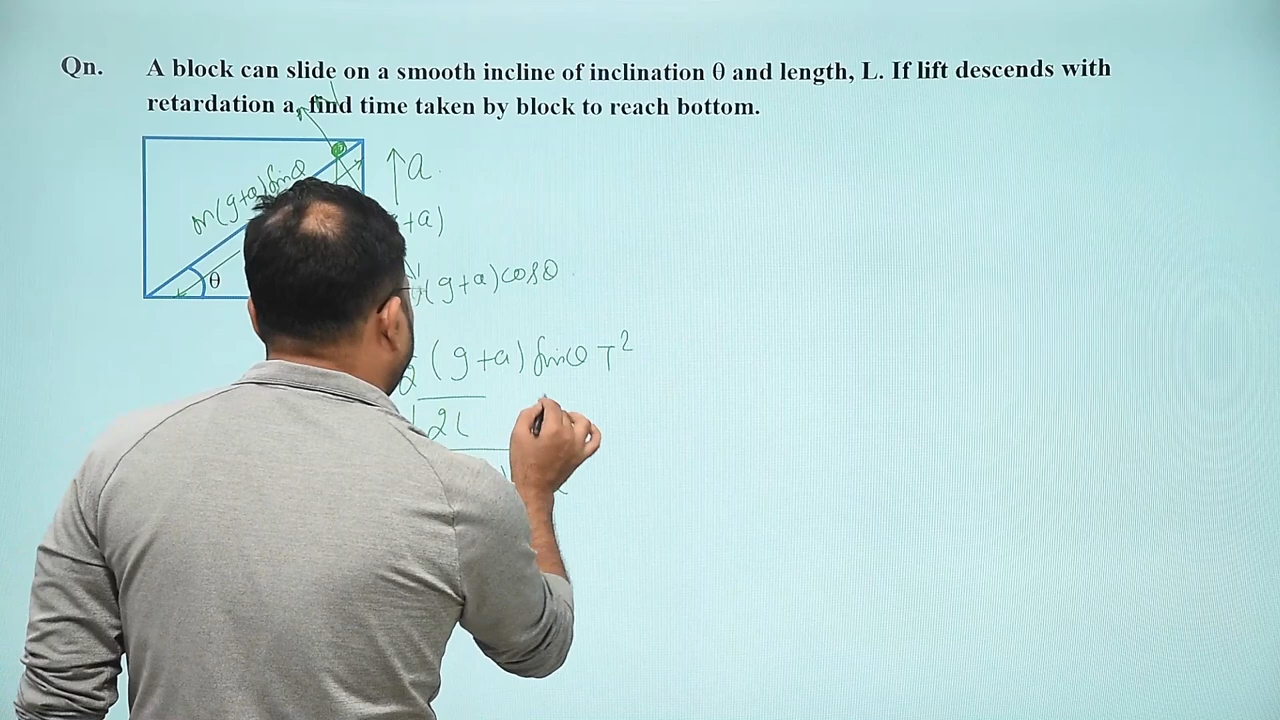 Qn. A block can slide on a smooth incline of inclination θ and length, L. If lift descends with
retardation a, find time taken by block to reach bottom.
m(g+a)sinθ
a
+a)
θ
(g+a)cosθ
(g+a)sinθ T²
2L